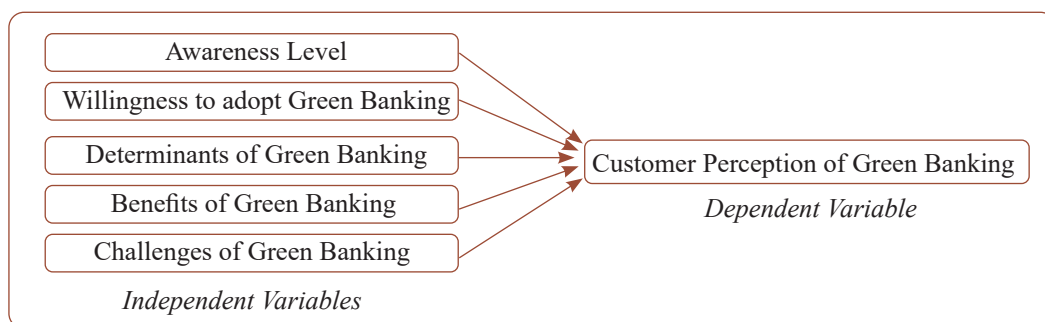 Awareness Level
Willingness to adopt Green Banking
Determinants of Green Banking
Benefits of Green Banking
Challenges of Green Banking
Independent Variables
Customer Perception of Green Banking
Dependent Variable